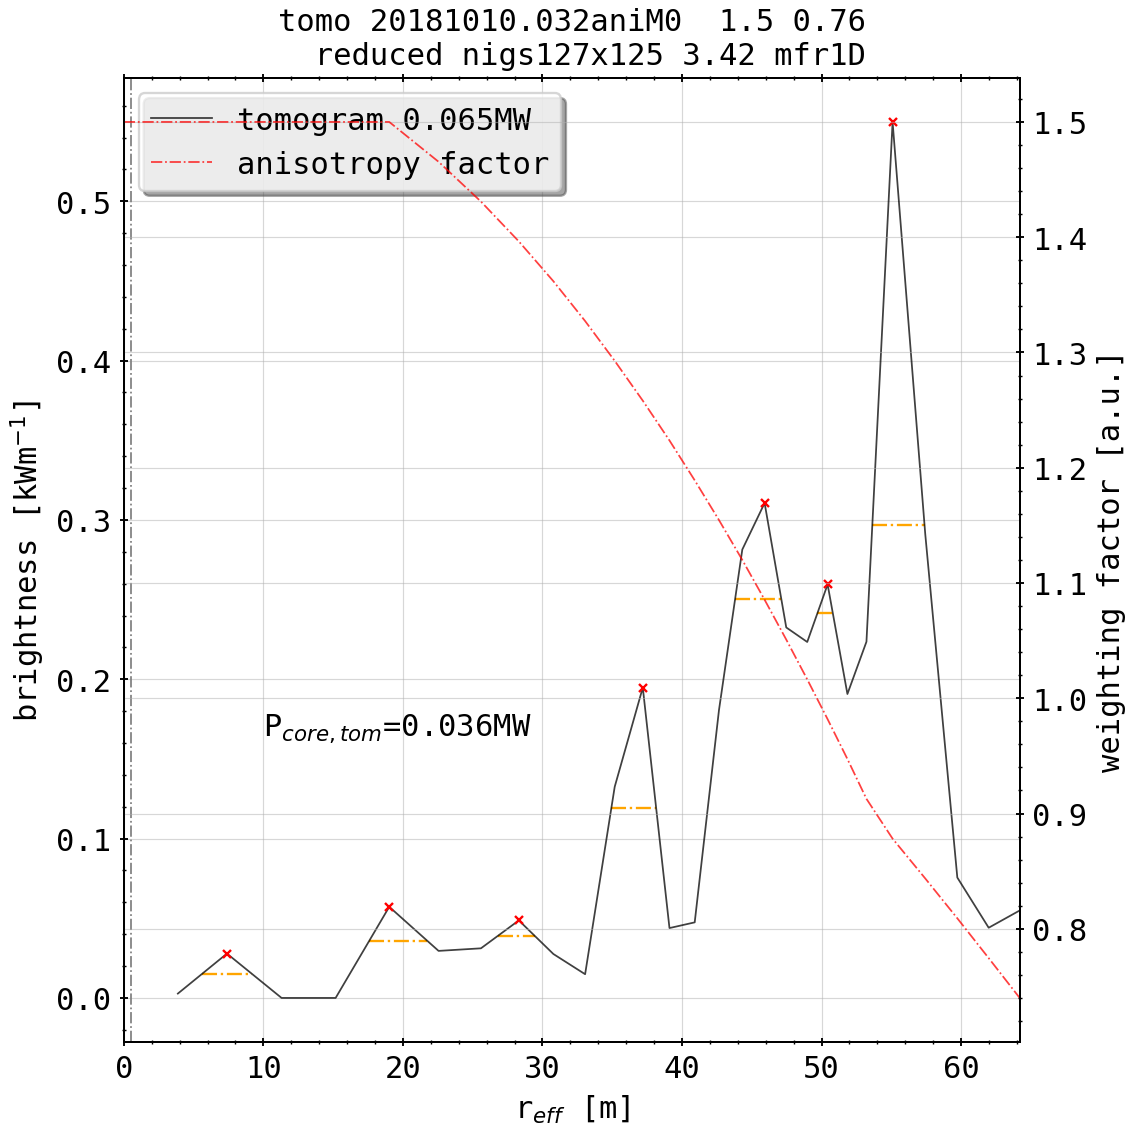 tomo 20181010.032aniM0  1.5 0.76
reduced nigs127x125 3.42 mfr1D
tomogram 0.065MW
anisotropy factor
brightness [kWm⁻¹]
0.5
0.4
0.3
0.2
0.1
0.0
P_core,tom=0.036MW
1.5
1.4
1.3
1.2
1.1
1.0
0.9
0.8
weighting factor [a.u.]
0 10 20 30 40 50 60
r_eff [m]